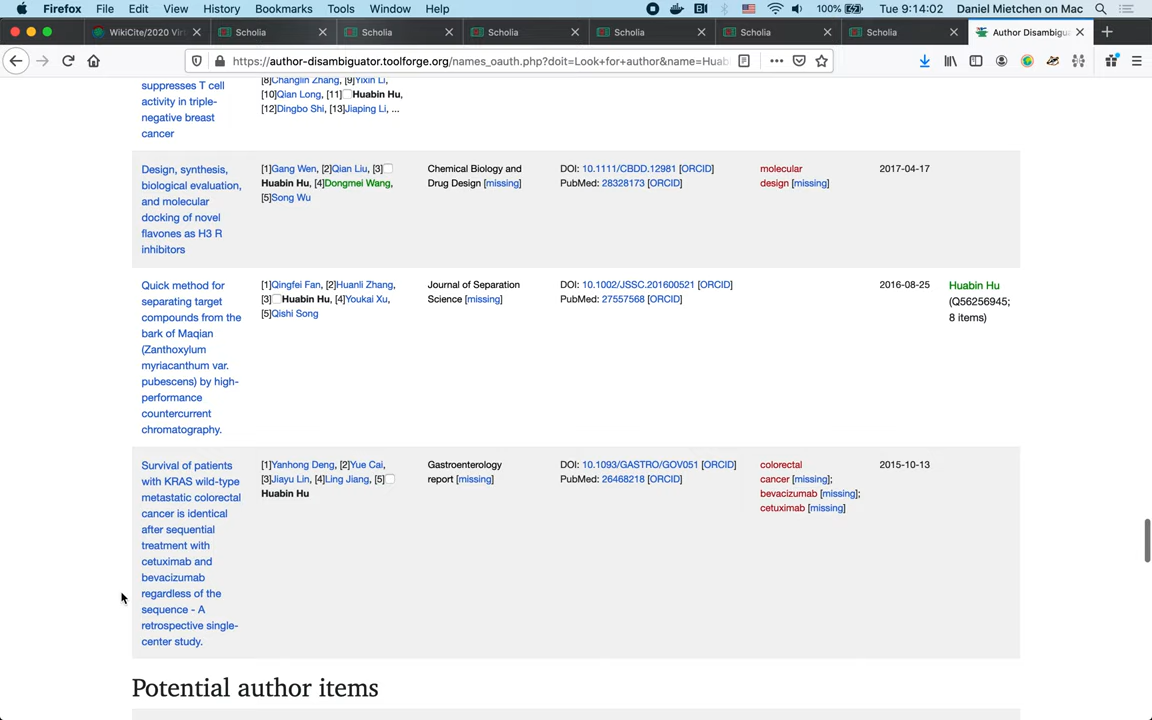 Firefox File Edit View History Bookmarks Tools Window Help 100% Tue 9:14:02 Daniel Mietchen on Mac
WikiCite/2020 Vir Scholia Scholia Scholia Scholia Scholia Scholia Author Disambigua
https://author-disambiguator.toolforge.org/names_oauth.php?doit=Look+for+author&name=Huab
suppresses T cell
activity in triple-
negative breast
cancer
[8]Changlin Zhang, [9]Yixin Li,
[10]Qian Long, [11] Huabin Hu,
[12]Dingbo Shi, [13]Jiaping Li, ...
Design, synthesis,
biological evaluation,
and molecular
docking of novel
flavones as H3 R
inhibitors
[1]Gang Wen, [2]Qian Liu, [3]
Huabin Hu, [4]Dongmei Wang,
[5]Song Wu
Chemical Biology and
Drug Design [missing]
DOI: 10.1111/CBDD.12981 [ORCID]
PubMed: 28328173 [ORCID]
molecular
design [missing]
2017-04-17
Quick method for
separating target
compounds from the
bark of Maqian
(Zanthoxylum
myriacanthum var.
pubescens) by high-
performance
countercurrent
chromatography.
[1]Qingfei Fan, [2]Huanli Zhang,
[3] Huabin Hu, [4]Youkai Xu,
[5]Qishi Song
Journal of Separation
Science [missing]
DOI: 10.1002/JSSC.201600521 [ORCID]
PubMed: 27557568 [ORCID]
2016-08-25
Huabin Hu
(Q56256945;
8 items)
Survival of patients
with KRAS wild-type
metastatic colorectal
cancer is identical
after sequential
treatment with
cetuximab and
bevacizumab
regardless of the
sequence - A
retrospective single-
center study.
[1]Yanhong Deng, [2]Yue Cai,
[3]Jiayu Lin, [4]Ling Jiang, [5]
Huabin Hu
Gastroenterology
report [missing]
DOI: 10.1093/GASTRO/GOV051 [ORCID]
PubMed: 26468218 [ORCID]
colorectal
cancer [missing];
bevacizumab [missing];
cetuximab [missing]
2015-10-13
Potential author items